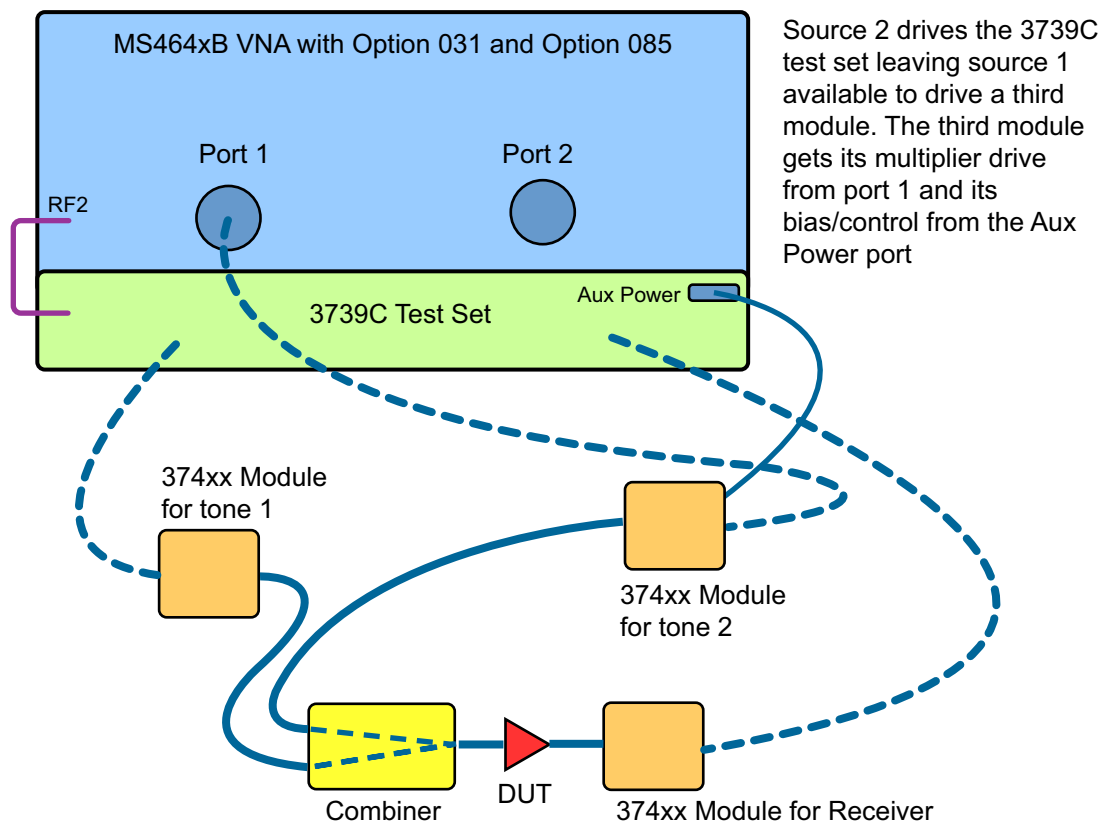 MS464xB VNA with Option 031 and Option 085
Source 2 drives the 3739C
test set leaving source 1
available to drive a third
module. The third module
gets its multiplier drive
from port 1 and its
bias/control from the Aux
Power port
Port 1
Port 2
RF2
Aux Power
3739C Test Set
374xx Module
for tone 1
374xx Module
for tone 2
Combiner
DUT
374xx Module for Receiver